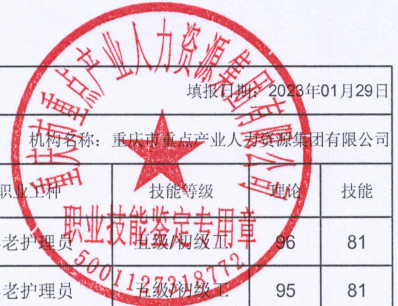 重庆市重点产业人力资源集团有限公司
填报日期：2023年01月29日
机构名称：重庆市重点产业人力资源集团有限公司
职业工种 技能等级 理论 技能
职业技能鉴定专用章
老护理员 五级/初级工 96 81
5001127218772
老护理员 五级/初级工 95 81